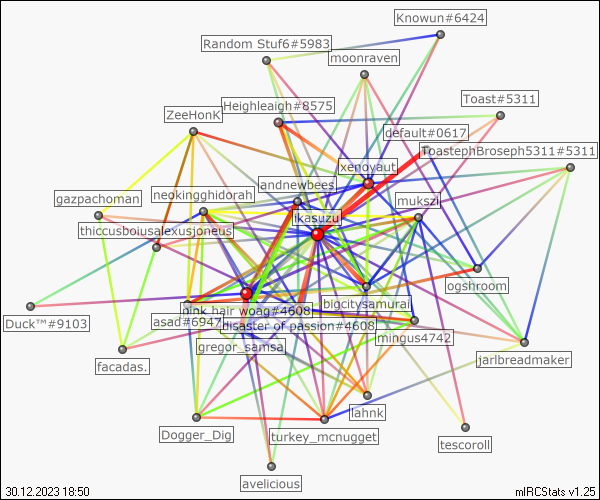 Knowun#6424
Random Stuf6#5983
moonraven
Toast#5311
Heighleaigh#8575
ZeeHonK
default#0617
ToastephBroseph5311#5311
xenoyaut
andnewbees
neokingghidorah
gazpachoman
mukszi
ikasuzu
thiccusboiusalexusjoneus
ogshroom
bigcitysamurai
pink hair woag#4608
asad#6947
disaster of passion#4608
Duck™#9103
mingus4742
gregor_samsa
facadas.
jarlbreadmaker
lahnk
Dogger_Dig
turkey_mcnugget
tescoroll
avelicious
30.12.2023 18:50
mIRCStats v1.25